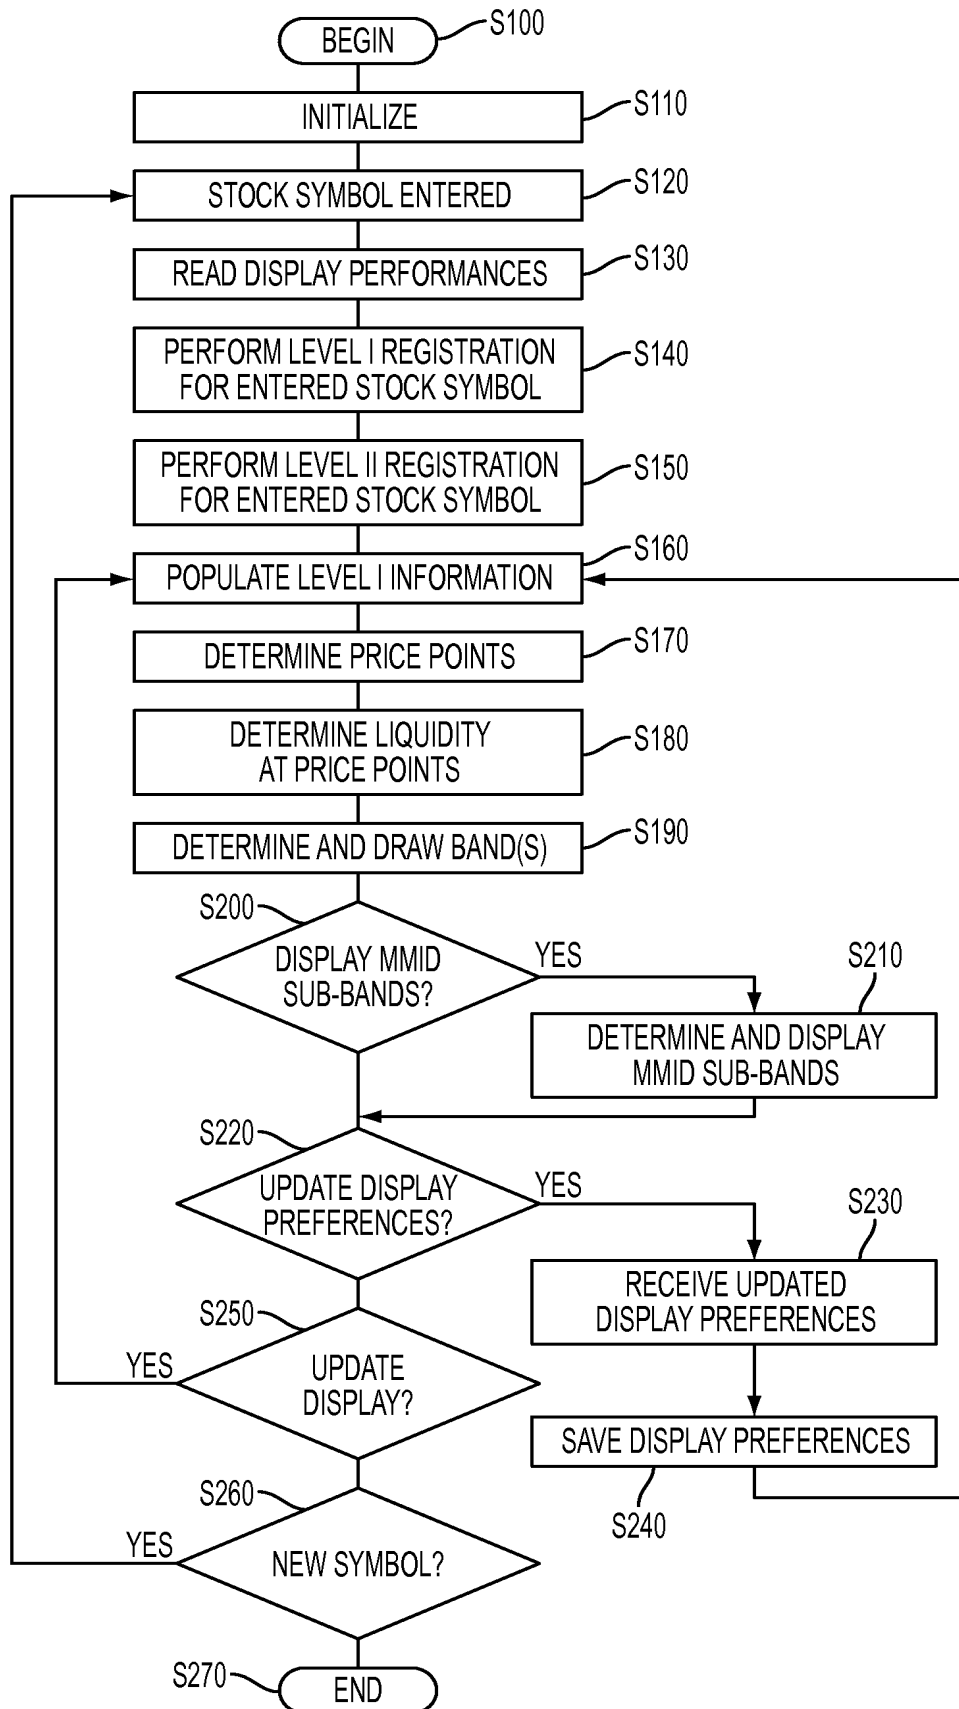 BEGIN
S100
INITIALIZE
S110
STOCK SYMBOL ENTERED
S120
READ DISPLAY PERFORMANCES
S130
PERFORM LEVEL I REGISTRATION
FOR ENTERED STOCK SYMBOL
S140
PERFORM LEVEL II REGISTRATION
FOR ENTERED STOCK SYMBOL
S150
POPULATE LEVEL I INFORMATION
S160
DETERMINE PRICE POINTS
S170
DETERMINE LIQUIDITY
AT PRICE POINTS
S180
DETERMINE AND DRAW BAND(S)
S190
S200
DISPLAY MMID
SUB-BANDS?
YES
S210
DETERMINE AND DISPLAY
MMID SUB-BANDS
S220
UPDATE DISPLAY
PREFERENCES?
YES
S230
RECEIVE UPDATED
DISPLAY PREFERENCES
SAVE DISPLAY PREFERENCES
S240
S250
YES
UPDATE
DISPLAY?
S260
YES
NEW SYMBOL?
S270
END